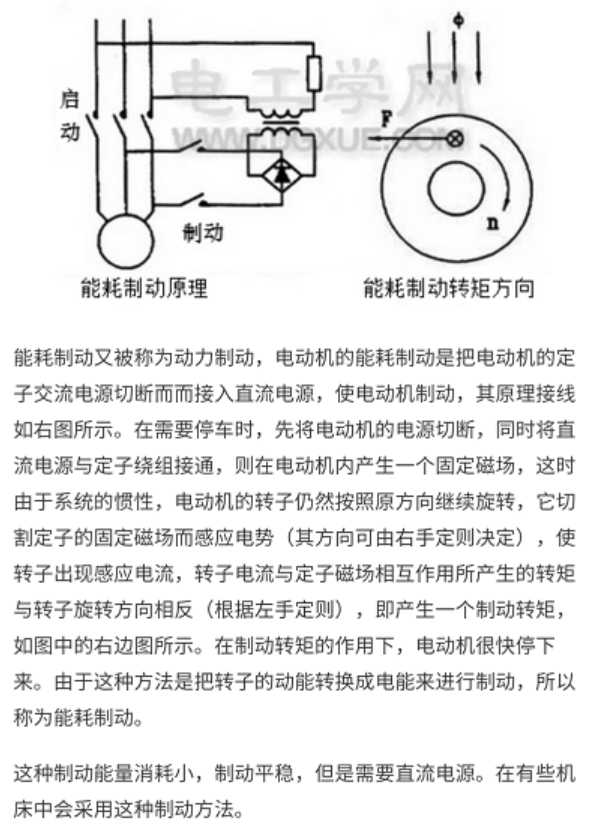 电工学网
WWW.DGXUE.COM
Φ
启
动
F
n
制动
能耗制动原理
能耗制动转矩方向
能耗制动又被称为动力制动，电动机的能耗制动是把电动机的定
子交流电源切断而而接入直流电源，使电动机制动，其原理接线
如右图所示。在需要停车时，先将电动机的电源切断，同时将直
流电源与定子绕组接通，则在电动机内产生一个固定磁场，这时
由于系统的惯性，电动机的转子仍然按照原方向继续旋转，它切
割定子的固定磁场而感应电势（其方向可由右手定则决定），使
转子出现感应电流，转子电流与定子磁场相互作用所产生的转矩
与转子旋转方向相反（根据左手定则），即产生一个制动转矩，
如图中的右边图所示。在制动转矩的作用下，电动机很快停下
来。由于这种方法是把转子的动能转换成电能来进行制动，所以
称为能耗制动。
这种制动能量消耗小，制动平稳，但是需要直流电源。在有些机
床中会采用这种制动方法。